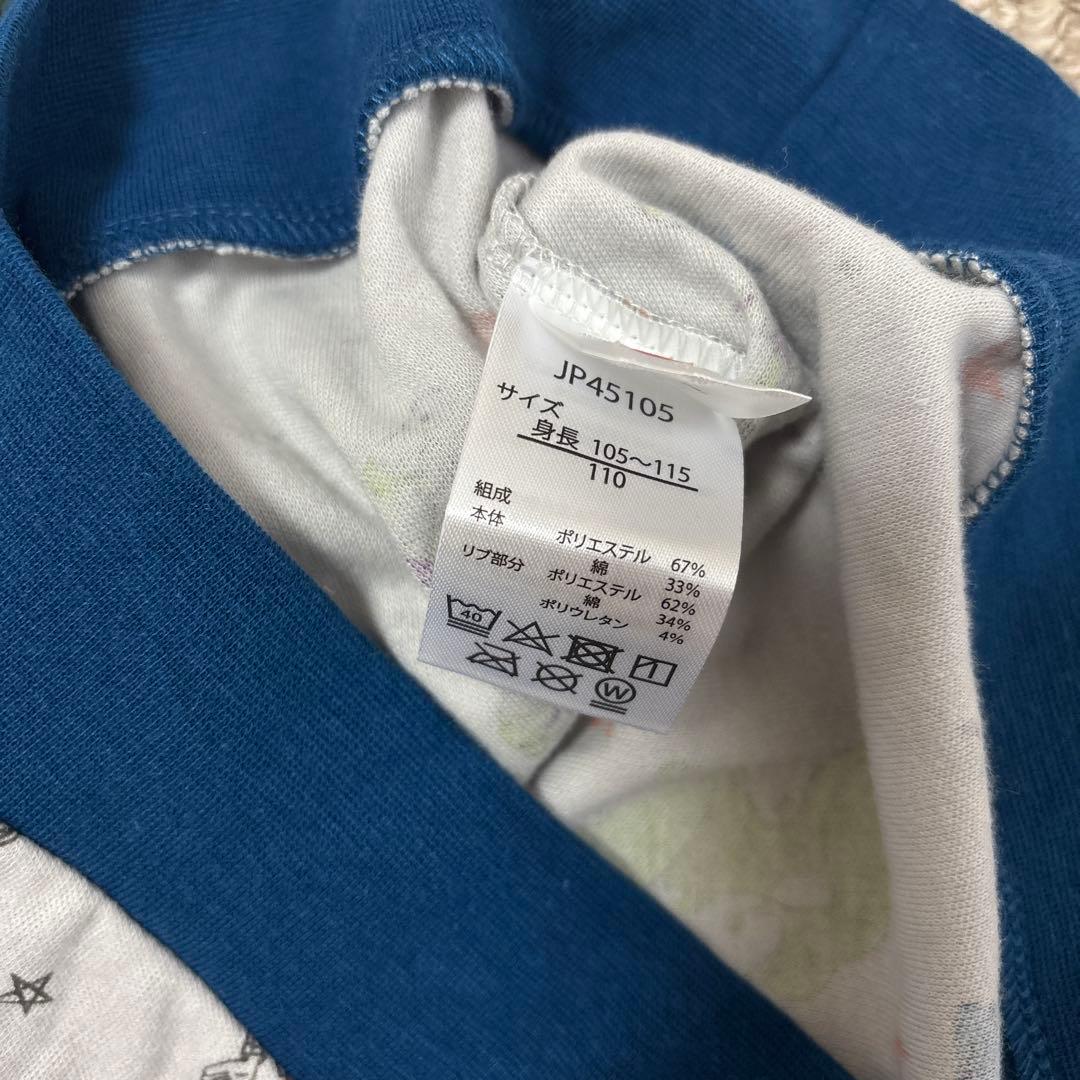 JP45105
サイズ
身長 105～115
110
組成
本体 ポリエステル 67%
綿 33%
リブ部分 ポリエステル 62%
綿 34%
ポリウレタン 4%
40
W